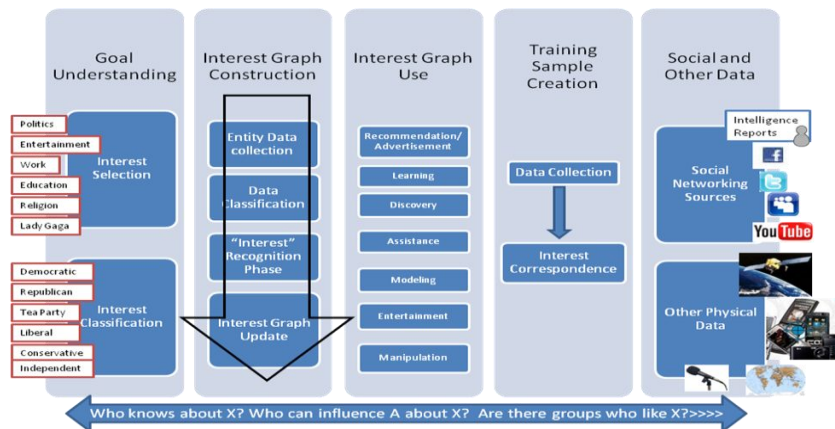 Goal
Understanding
Politics
Entertainment
Work
Education
Religion
Lady Gaga
Interest
Selection
Democratic
Republican
Tea Party
Liberal
Conservative
Independent
Interest
Classification
Interest Graph
Construction
Entity Data
collection
Data
Classification
“Interest”
Recognition
Phase
Interest Graph
Update
Interest Graph
Use
Recommendation/
Advertisement
Learning
Discovery
Assistance
Modeling
Entertainment
Manipulation
Training
Sample
Creation
Data Collection
Interest
Correspondence
Social and
Other Data
Intelligence
Reports
Social
Networking
Sources
f
t
YouTube
Other Physical
Data
Who knows about X? Who can influence A about X? Are there groups who like X?>>>>